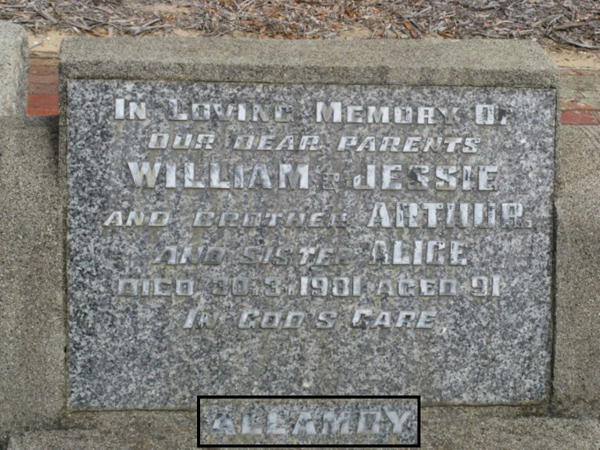 In Loving Memory Of
OUR DEAR PARENTS
WILLIAM & JESSIE
AND BROTHER ARTHUR.
AND SISTER ALICE
DIED 30.3.1981 AGED 91
IN GOD'S CARE
ALLAMBY